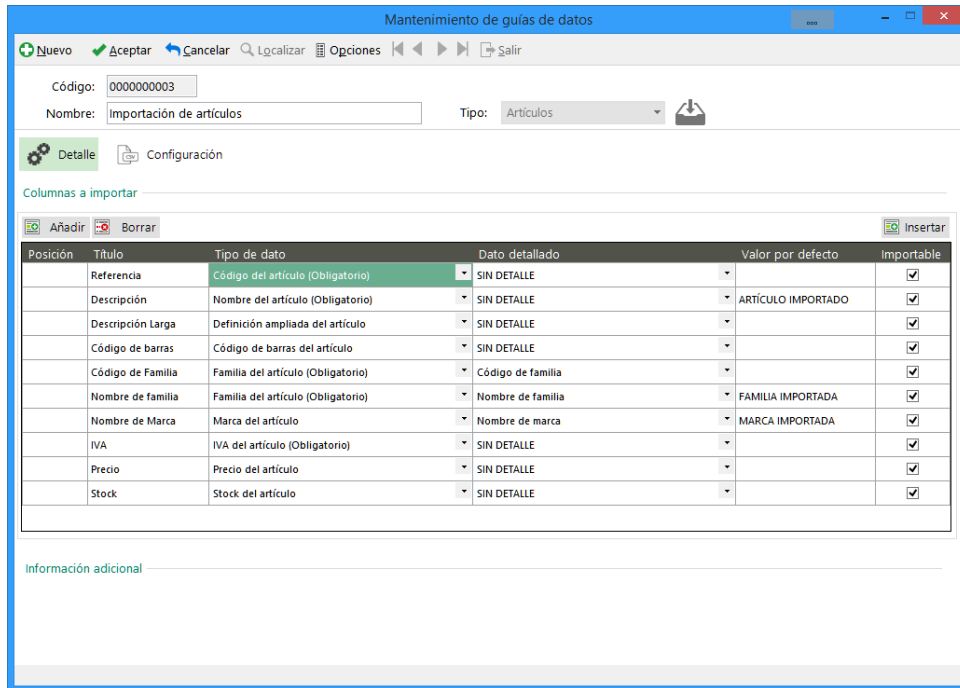 Mantenimiento de guías de datos
Nuevo Aceptar Cancelar Localizar Opciones Salir
Código: 0000000003
Nombre: Importación de artículos Tipo: Artículos
Detalle CSV Configuración
Columnas a importar
Añadir Borrar Insertar
Posición Título Tipo de dato Dato detallado Valor por defecto Importable
Referencia Código del artículo (Obligatorio) SIN DETALLE
Descripción Nombre del artículo (Obligatorio) SIN DETALLE ARTÍCULO IMPORTADO
Descripción Larga Definición ampliada del artículo SIN DETALLE
Código de barras Código de barras del artículo SIN DETALLE
Código de Familia Familia del artículo (Obligatorio) Código de familia
Nombre de familia Familia del artículo (Obligatorio) Nombre de familia FAMILIA IMPORTADA
Nombre de Marca Marca del artículo Nombre de marca MARCA IMPORTADA
IVA IVA del artículo (Obligatorio) SIN DETALLE
Precio Precio del artículo SIN DETALLE
Stock Stock del artículo SIN DETALLE
Información adicional